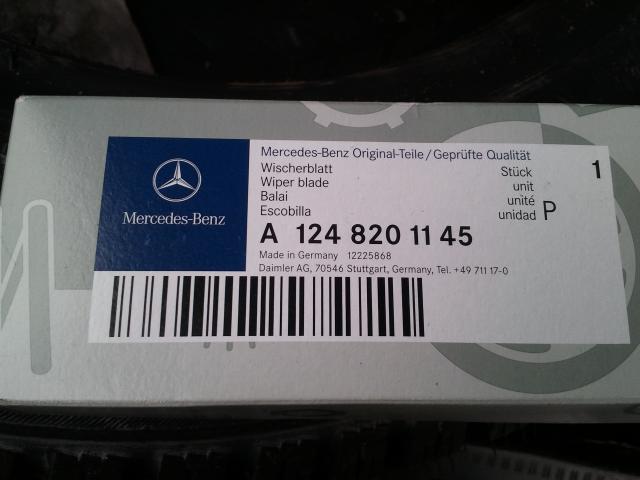 Mercedes-Benz
Mercedes-Benz Original-Teile/Geprüfte Qualität
Wischerblatt
Wiper blade
Balai
Escobilla
Stück
unit
unité
unidad
P
1
A 124 820 11 45
Made in Germany 12225868
Daimler AG, 70546 Stuttgart, Germany, Tel. +49 711 17-0